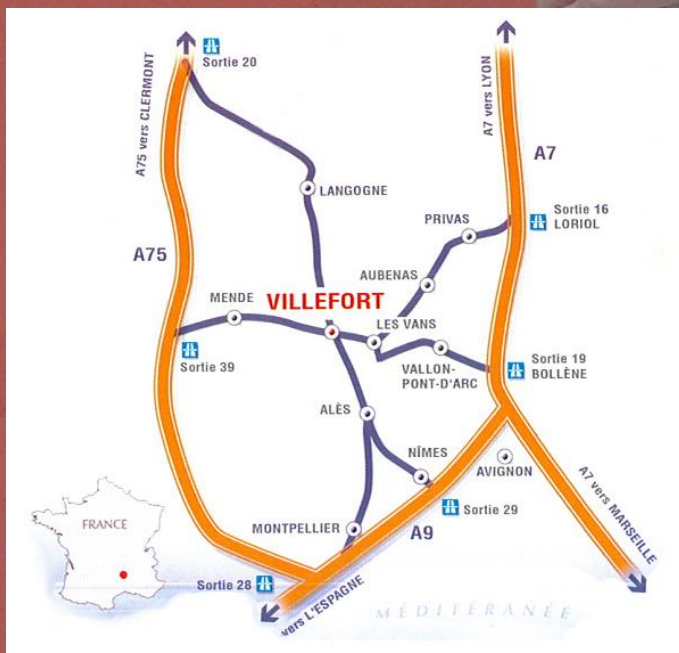 Sortie 20
A75 vers CLERMONT
A7 vers LYON
A7
LANGOGNE
PRIVAS
Sortie 16
LORIOL
A75
AUBENAS
MENDE
VILLEFORT
LES VANS
Sortie 39
VALLON-
PONT-D'ARC
Sortie 19
BOLLÈNE
ALÈS
NÎMES
AVIGNON
Sortie 29
A7 vers MARSEILLE
FRANCE
MONTPELLIER
A9
Sortie 28
vers L'ESPAGNE
MÉDITÉRANÉE